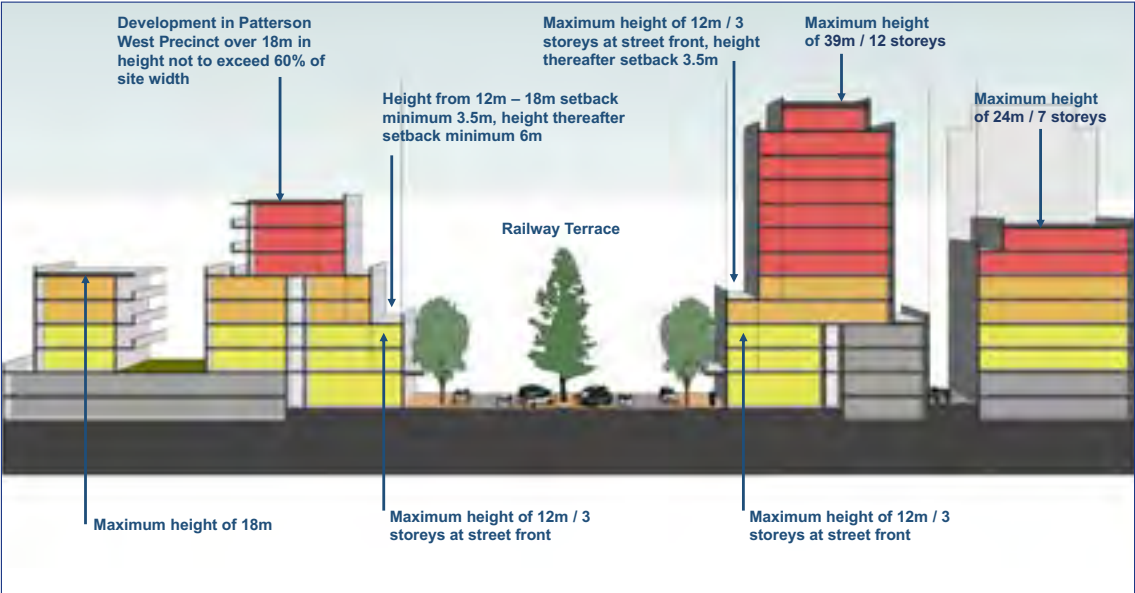 Development in Patterson
West Precinct over 18m in
height not to exceed 60% of
site width
Height from 12m – 18m setback
minimum 3.5m, height thereafter
setback minimum 6m
Maximum height of 12m / 3
storeys at street front, height
thereafter setback 3.5m
Maximum height
of 39m / 12 storeys
Maximum height
of 24m / 7 storeys
Railway Terrace
Maximum height of 18m
Maximum height of 12m / 3
storeys at street front
Maximum height of 12m / 3
storeys at street front